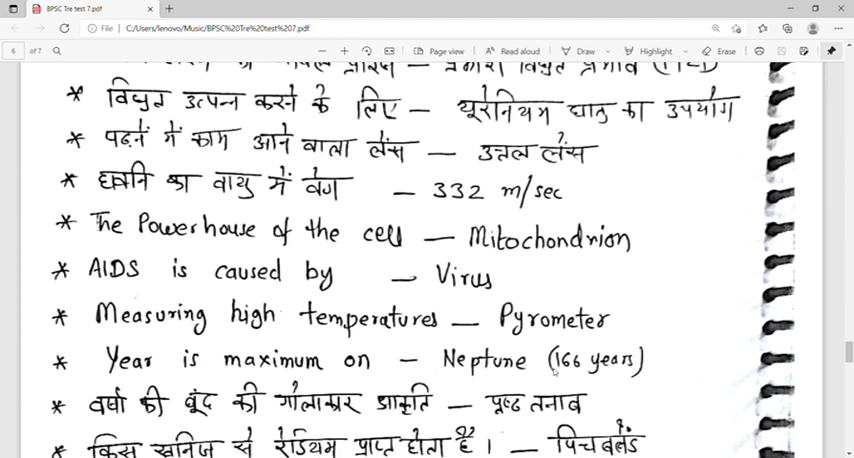 BPSC Tre test 7.pdf
File C:/Users/lenovo/Music/BPSC%20Tre%20test%207.pdf
6 of 7 Page view Read aloud Draw Highlight Erase
* विद्युत उत्पन्न करने के लिए — यूरेनियम धातु का उपयोग
* पढ़ने में काम आने वाला लेंस — उत्तल लेंस
* ध्वनि का वायु में वेग — 332 m/sec
* The Powerhouse of the cell — Mitochondrion
* AIDS is caused by — Virus
* Measuring high temperatures — Pyrometer
* Year is maximum on — Neptune (166 years)
* वर्षा की बूंद की गोलाकार आकृति — पृष्ठ तनाव
* किस खनिज से रेडियम प्राप्त होता है। — पिचब्लेंड